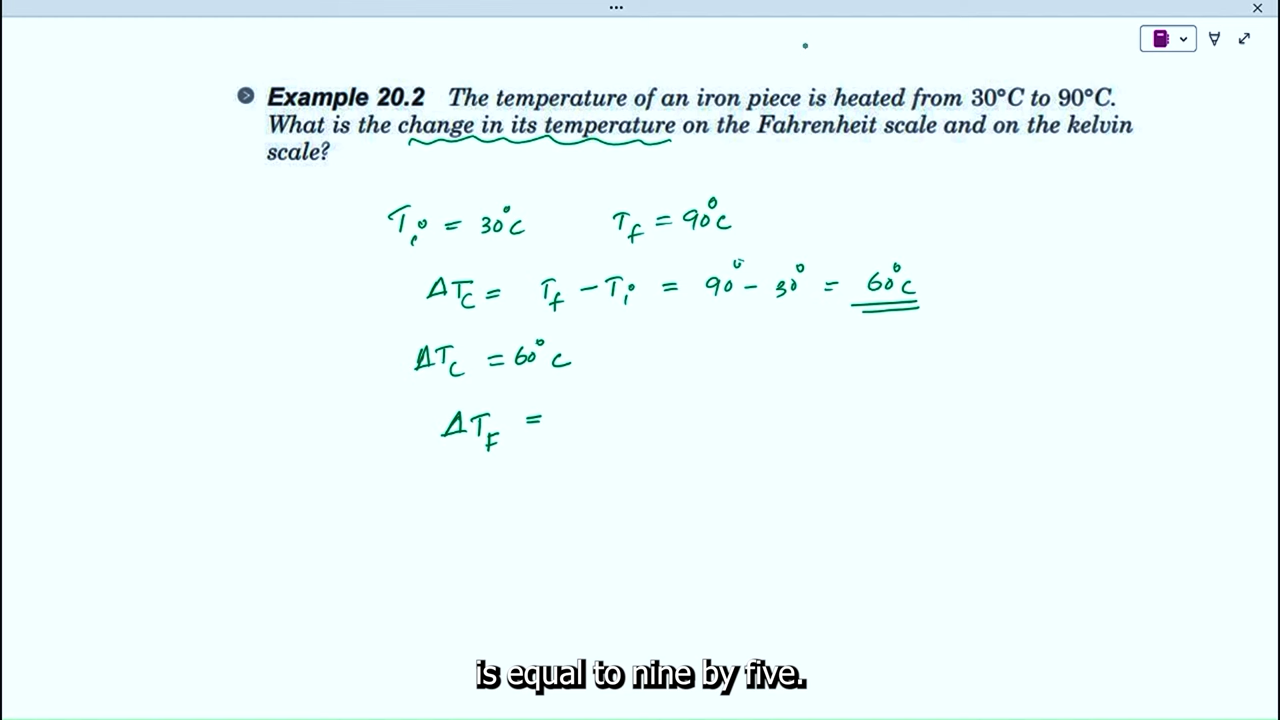 Example 20.2 The temperature of an iron piece is heated from 30°C to 90°C.
What is the change in its temperature on the Fahrenheit scale and on the kelvin
scale?
Ti = 30°C Tf = 90°C
ΔTC = Tf - Ti = 90° - 30° = 60°C
ΔTC = 60°C
ΔTF =
is equal to nine by five.